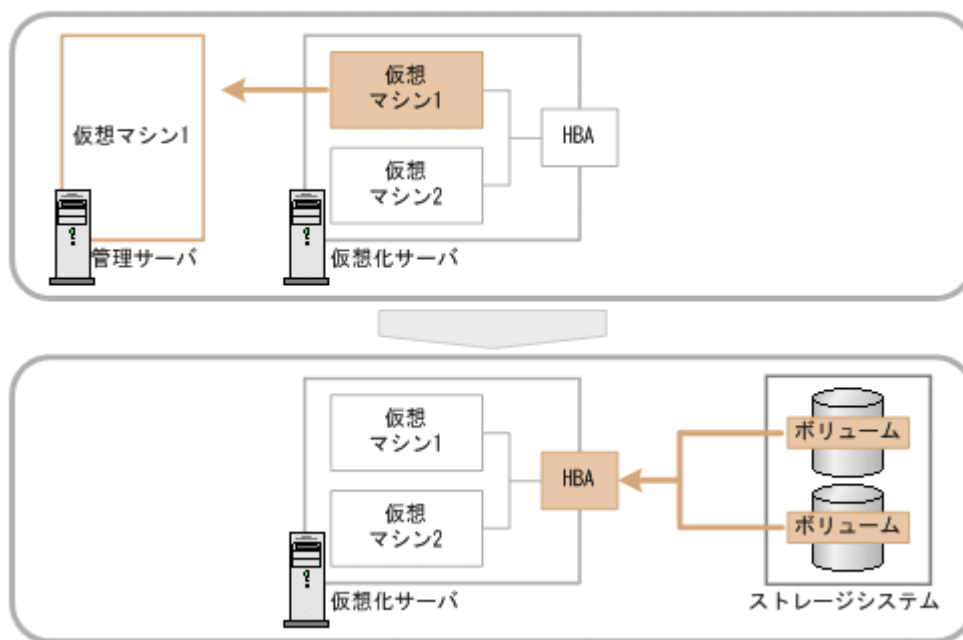 仮想マシン1
仮想
マシン1
仮想
マシン2
HBA
管理サーバ
仮想化サーバ
仮想
マシン1
仮想
マシン2
HBA
ボリューム
ボリューム
仮想化サーバ
ストレージシステム